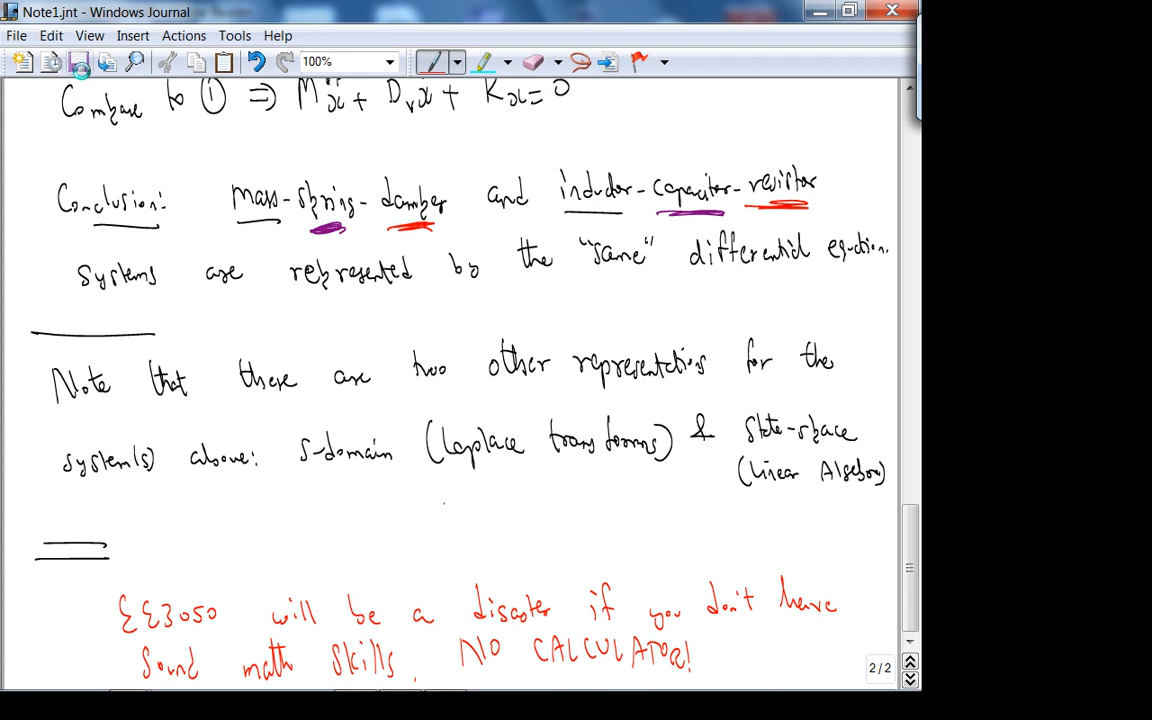 Note1.jnt - Windows Journal
File Edit View Insert Actions Tools Help
100%
Compare to ① ⇒ Mẍ + Dᵥẋ + Kx = 0
Conclusion: mass-spring-damper and inductor-capacitor-resistor
systems are represented by the "same" differential equation.
Note that there are two other representations for the
system(s) above: s-domain (Laplace transforms) & state-space
(linear Algebra)
EE3050 will be a disaster if you don't have
sound math skills. NO CALCULATOR!
2/2